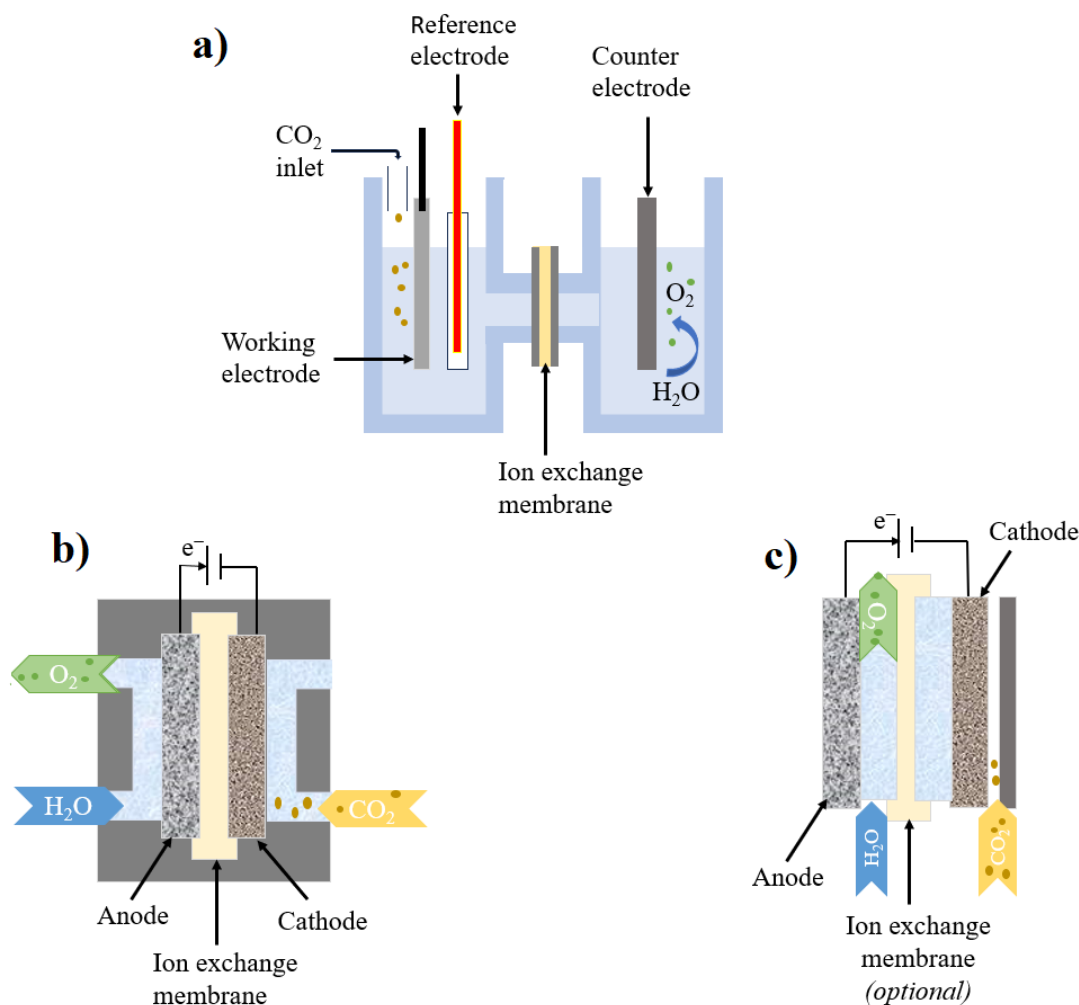 a)
Reference
electrode
Counter
electrode
CO₂
inlet
O₂
H₂O
Working
electrode
Ion exchange
membrane
b)
e⁻
O₂
H₂O
CO₂
Anode
Cathode
Ion exchange
membrane
c)
e⁻
Cathode
O₂
H₂O
CO₂
Anode
Ion exchange
membrane
(optional)